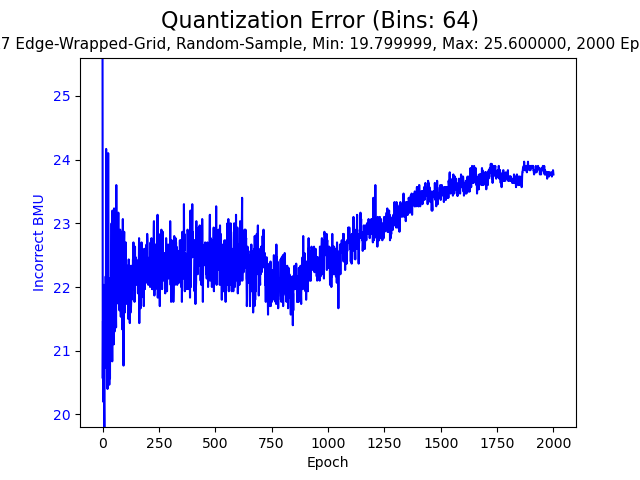 Quantization Error (Bins: 64)
7 Edge-Wrapped-Grid, Random-Sample, Min: 19.799999, Max: 25.600000, 2000 Ep
25
24
23
22
21
20
Incorrect BMU
0 250 500 750 1000 1250 1500 1750 2000
Epoch